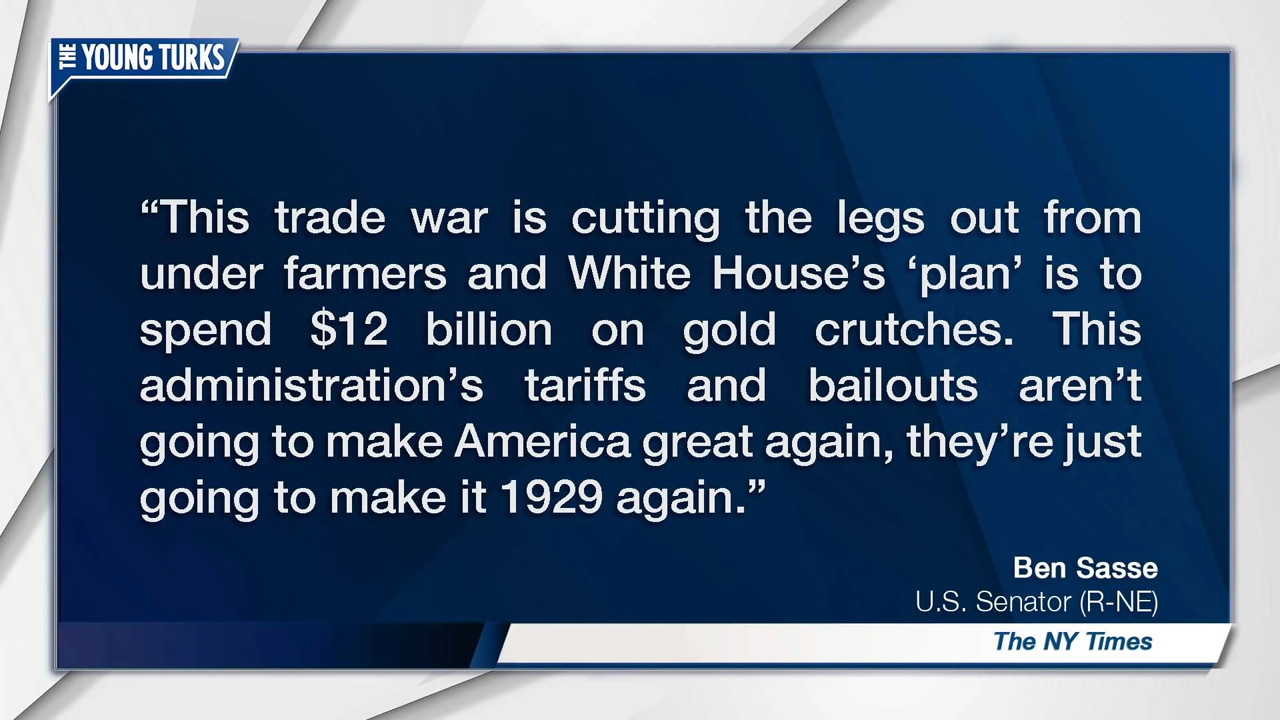 THE YOUNG TURKS
“This trade war is cutting the legs out from
under farmers and White House’s ‘plan’ is to
spend $12 billion on gold crutches. This
administration’s tariffs and bailouts aren’t
going to make America great again, they’re just
going to make it 1929 again.”
Ben Sasse
U.S. Senator (R-NE)
The NY Times